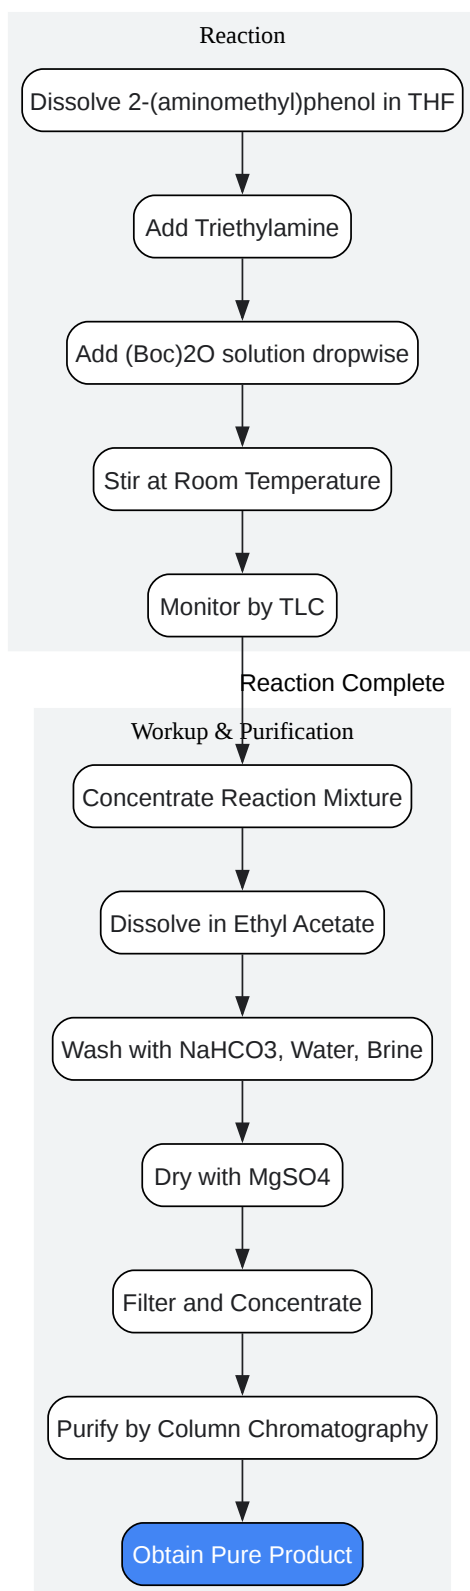 Reaction
Dissolve 2-(aminomethyl)phenol in THF
Add Triethylamine
Add (Boc)2O solution dropwise
Stir at Room Temperature
Monitor by TLC
Reaction Complete
Workup & Purification
Concentrate Reaction Mixture
Dissolve in Ethyl Acetate
Wash with NaHCO3, Water, Brine
Dry with MgSO4
Filter and Concentrate
Purify by Column Chromatography
Obtain Pure Product